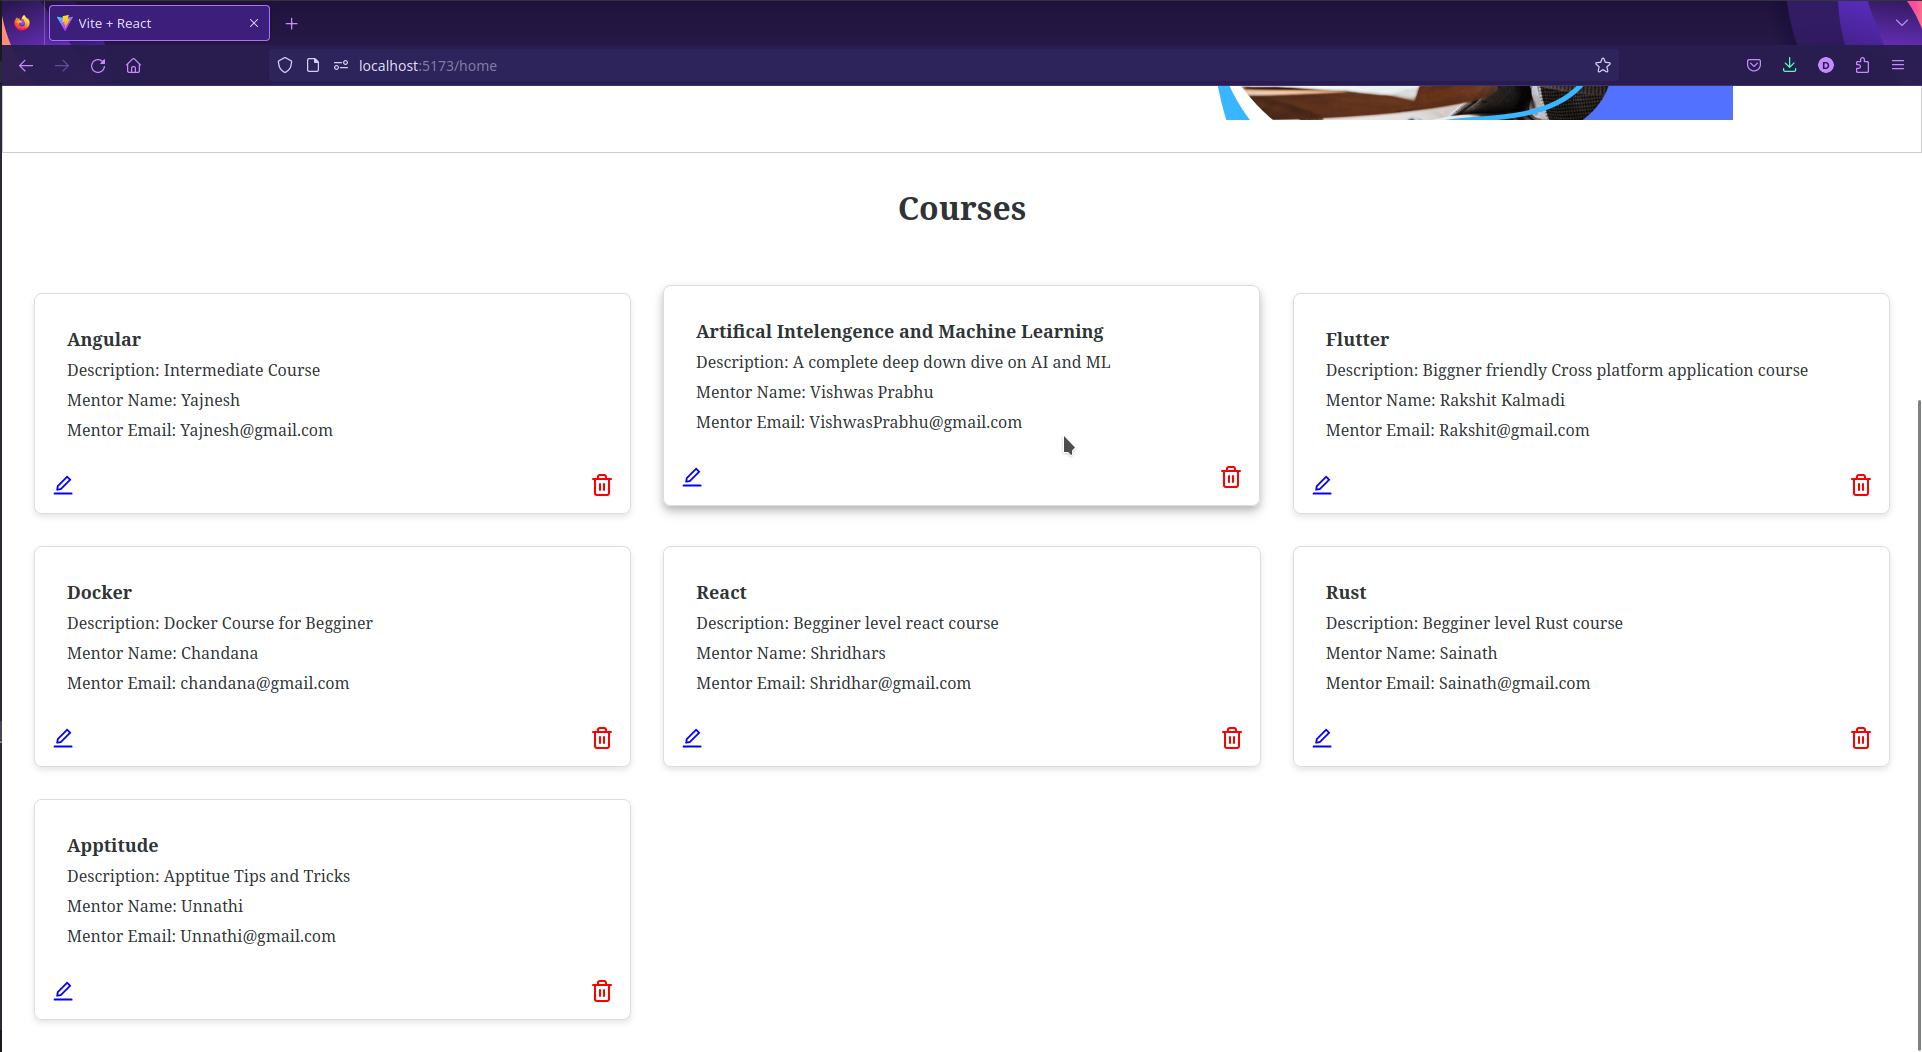 Vite + React
localhost:5173/home
D
Courses
Angular
Description: Intermediate Course
Mentor Name: Yajnesh
Mentor Email: Yajnesh@gmail.com
Artifical Intelengence and Machine Learning
Description: A complete deep down dive on AI and ML
Mentor Name: Vishwas Prabhu
Mentor Email: VishwasPrabhu@gmail.com
Flutter
Description: Biggner friendly Cross platform application course
Mentor Name: Rakshit Kalmadi
Mentor Email: Rakshit@gmail.com
Docker
Description: Docker Course for Begginer
Mentor Name: Chandana
Mentor Email: chandana@gmail.com
React
Description: Begginer level react course
Mentor Name: Shridhars
Mentor Email: Shridhar@gmail.com
Rust
Description: Begginer level Rust course
Mentor Name: Sainath
Mentor Email: Sainath@gmail.com
Apptitude
Description: Apptitue Tips and Tricks
Mentor Name: Unnathi
Mentor Email: Unnathi@gmail.com